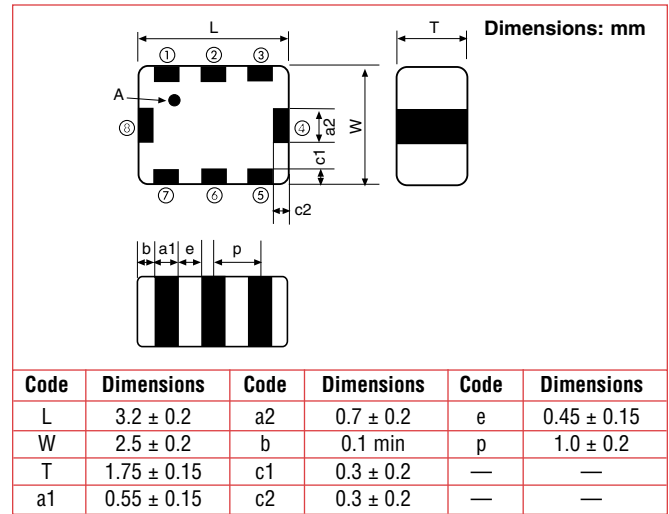 Dimensions: mm
L
T
① ② ③
A
⑧ ④ a2 W
c1
⑦ ⑥ ⑤
c2
b a1 e p
Code Dimensions Code Dimensions Code Dimensions
L 3.2 ± 0.2 a2 0.7 ± 0.2 e 0.45 ± 0.15
W 2.5 ± 0.2 b 0.1 min p 1.0 ± 0.2
T 1.75 ± 0.15 c1 0.3 ± 0.2 — —
a1 0.55 ± 0.15 c2 0.3 ± 0.2 — —